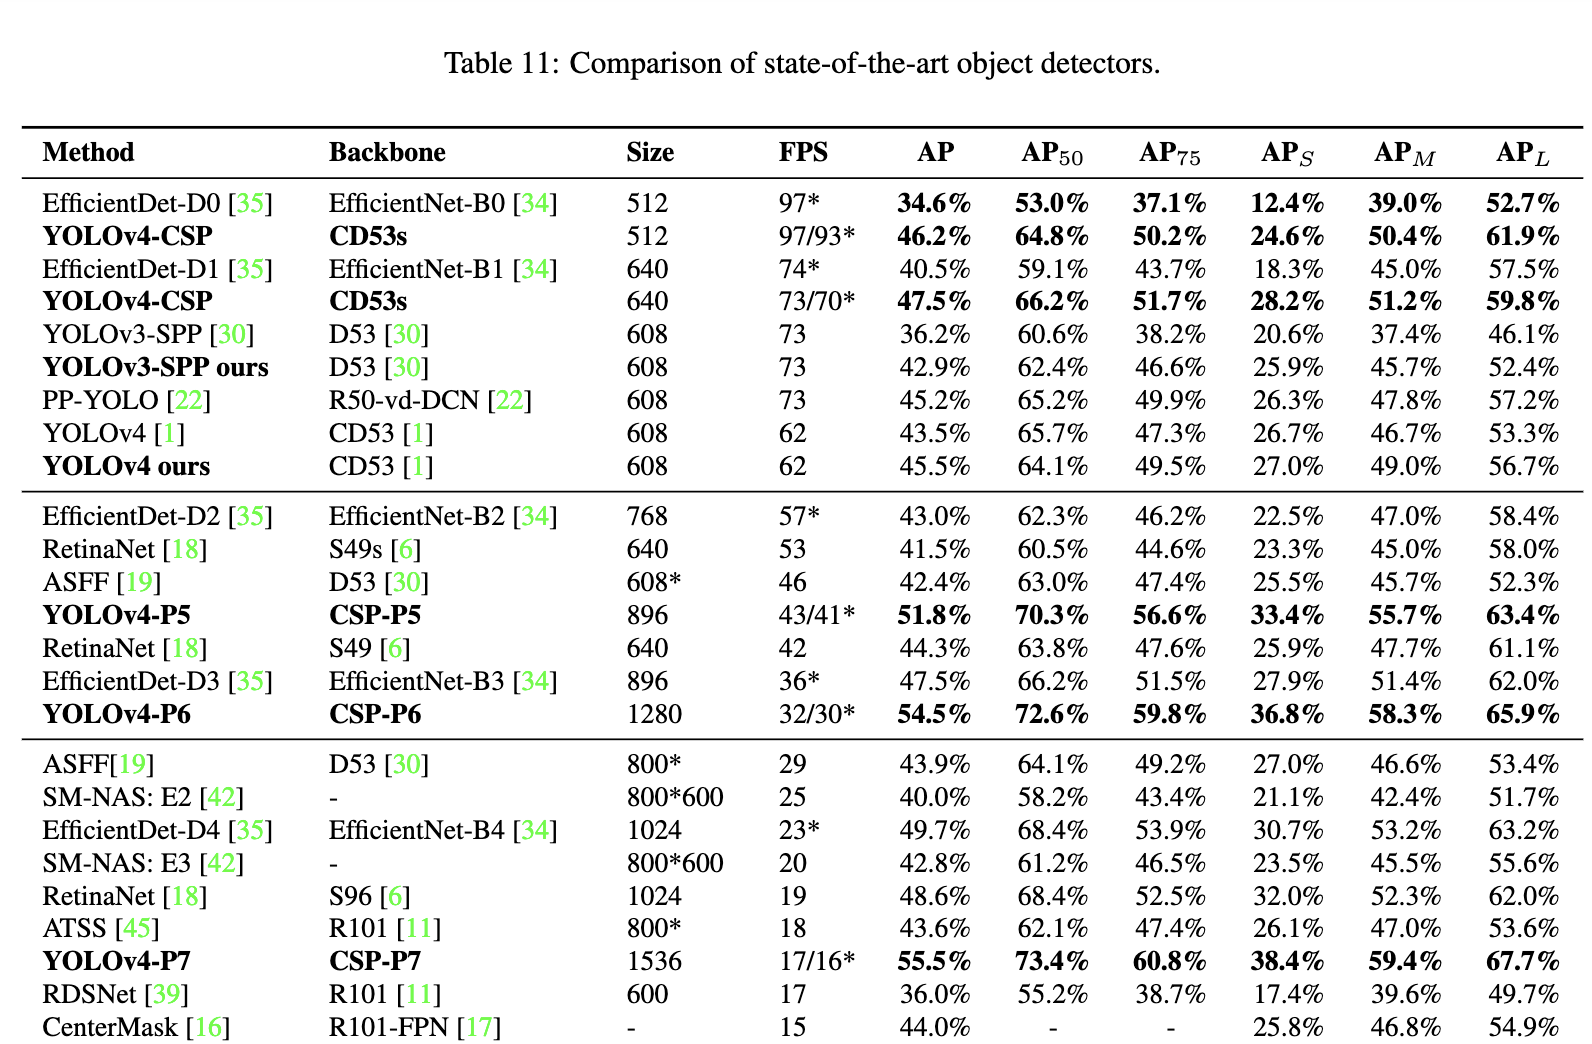 Table 11: Comparison of state-of-the-art object detectors.
Method Backbone Size FPS AP AP50 AP75 APS APM APL
EfficientDet-D0 [35] EfficientNet-B0 [34] 512 97* 34.6% 53.0% 37.1% 12.4% 39.0% 52.7%
YOLOv4-CSP CD53s 512 97/93* 46.2% 64.8% 50.2% 24.6% 50.4% 61.9%
EfficientDet-D1 [35] EfficientNet-B1 [34] 640 74* 40.5% 59.1% 43.7% 18.3% 45.0% 57.5%
YOLOv4-CSP CD53s 640 73/70* 47.5% 66.2% 51.7% 28.2% 51.2% 59.8%
YOLOv3-SPP [30] D53 [30] 608 73 36.2% 60.6% 38.2% 20.6% 37.4% 46.1%
YOLOv3-SPP ours D53 [30] 608 73 42.9% 62.4% 46.6% 25.9% 45.7% 52.4%
PP-YOLO [22] R50-vd-DCN [22] 608 73 45.2% 65.2% 49.9% 26.3% 47.8% 57.2%
YOLOv4 [1] CD53 [1] 608 62 43.5% 65.7% 47.3% 26.7% 46.7% 53.3%
YOLOv4 ours CD53 [1] 608 62 45.5% 64.1% 49.5% 27.0% 49.0% 56.7%
EfficientDet-D2 [35] EfficientNet-B2 [34] 768 57* 43.0% 62.3% 46.2% 22.5% 47.0% 58.4%
RetinaNet [18] S49s [6] 640 53 41.5% 60.5% 44.6% 23.3% 45.0% 58.0%
ASFF [19] D53 [30] 608* 46 42.4% 63.0% 47.4% 25.5% 45.7% 52.3%
YOLOv4-P5 CSP-P5 896 43/41* 51.8% 70.3% 56.6% 33.4% 55.7% 63.4%
RetinaNet [18] S49 [6] 640 42 44.3% 63.8% 47.6% 25.9% 47.7% 61.1%
EfficientDet-D3 [35] EfficientNet-B3 [34] 896 36* 47.5% 66.2% 51.5% 27.9% 51.4% 62.0%
YOLOv4-P6 CSP-P6 1280 32/30* 54.5% 72.6% 59.8% 36.8% 58.3% 65.9%
ASFF[19] D53 [30] 800* 29 43.9% 64.1% 49.2% 27.0% 46.6% 53.4%
SM-NAS: E2 [42] - 800*600 25 40.0% 58.2% 43.4% 21.1% 42.4% 51.7%
EfficientDet-D4 [35] EfficientNet-B4 [34] 1024 23* 49.7% 68.4% 53.9% 30.7% 53.2% 63.2%
SM-NAS: E3 [42] - 800*600 20 42.8% 61.2% 46.5% 23.5% 45.5% 55.6%
RetinaNet [18] S96 [6] 1024 19 48.6% 68.4% 52.5% 32.0% 52.3% 62.0%
ATSS [45] R101 [11] 800* 18 43.6% 62.1% 47.4% 26.1% 47.0% 53.6%
YOLOv4-P7 CSP-P7 1536 17/16* 55.5% 73.4% 60.8% 38.4% 59.4% 67.7%
RDSNet [39] R101 [11] 600 17 36.0% 55.2% 38.7% 17.4% 39.6% 49.7%
CenterMask [16] R101-FPN [17] - 15 44.0% - - 25.8% 46.8% 54.9%